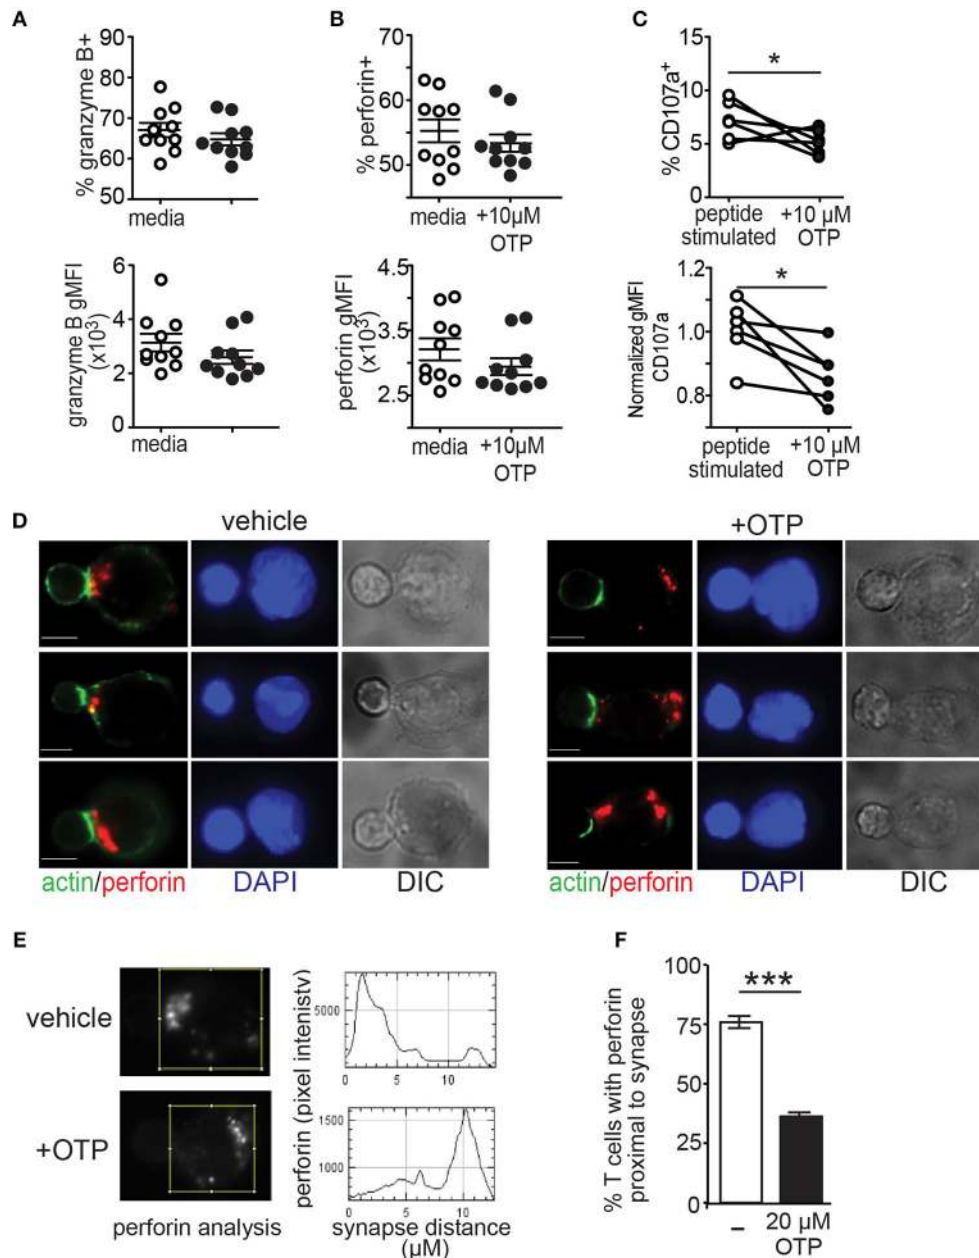 A
% granzyme B+
90
80
70
60
50
media
granzyme B gMFI
(x10³)
6
4
2
0
media
B
% perforin+
70
60
50
media
+10µM
OTP
perforin gMFI
(x10³)
4.5
3.5
2.5
media
+10µM
OTP
C
% CD107a⁺
15
10
5
0
*
peptide
stimulated
+10 µM
OTP
Normalized gMFI
CD107a
1.2
1.0
0.8
*
peptide
stimulated
+10 µM
OTP
D
vehicle
actin/perforin
DAPI
DIC
+OTP
actin/perforin
DAPI
DIC
E
vehicle
+OTP
perforin analysis
perforin (pixel intenistv)
5000
0
5
10
1500
1000
0
5
10
synapse distance
(µM)
F
% T cells with perforin
proximal to synapse
100
75
50
25
0
***
–
20 µM
OTP